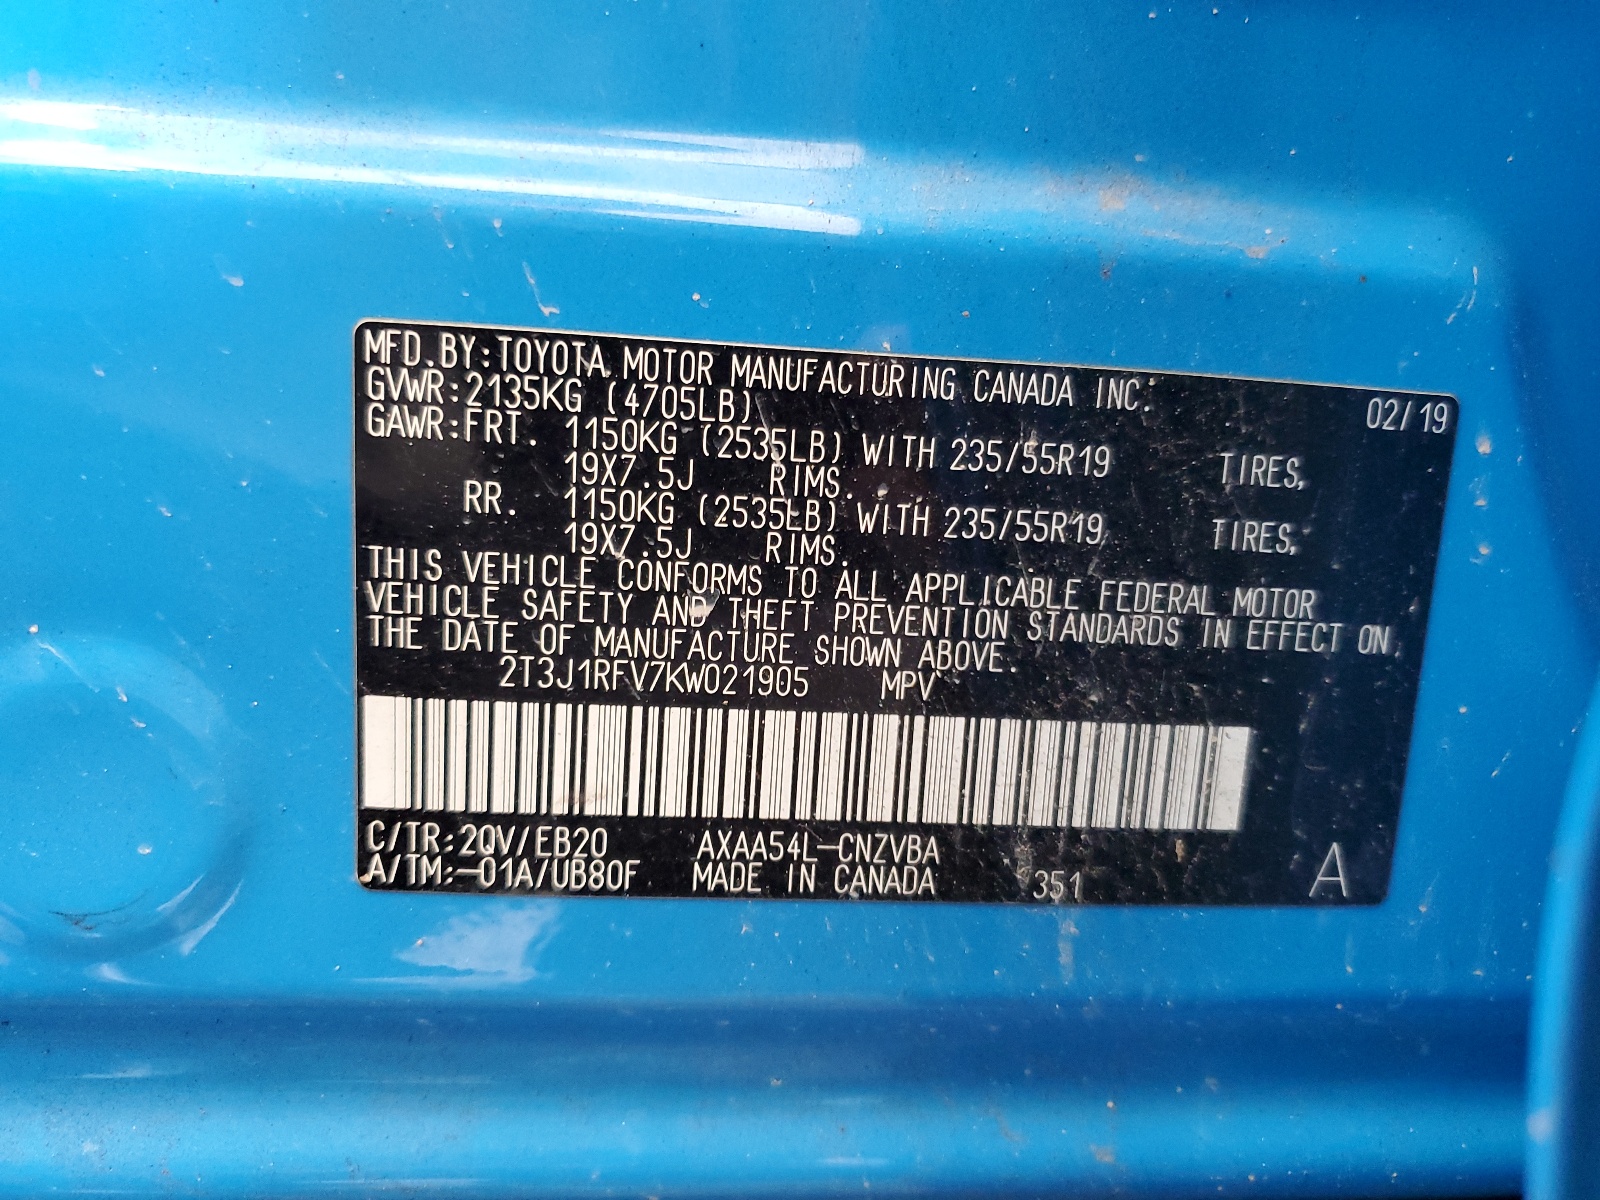 MFD.BY:TOYOTA MOTOR MANUFACTURING CANADA INC. 02/19
GVWR:2135KG (4705LB)
GAWR:FRT. 1150KG (2535LB) WITH 235/55R19 TIRES,
19X7.5J RIMS.
RR. 1150KG (2535LB) WITH 235/55R19 TIRES,
19X7.5J RIMS.
THIS VEHICLE CONFORMS TO ALL APPLICABLE FEDERAL MOTOR
VEHICLE SAFETY AND THEFT PREVENTION STANDARDS IN EFFECT ON
THE DATE OF MANUFACTURE SHOWN ABOVE.
2T3J1RFV7KW021905 MPV
C/TR:2QV/EB20 AXAA54L-CNZVBA
A/TM:-01A/UB80F MADE IN CANADA 351 A